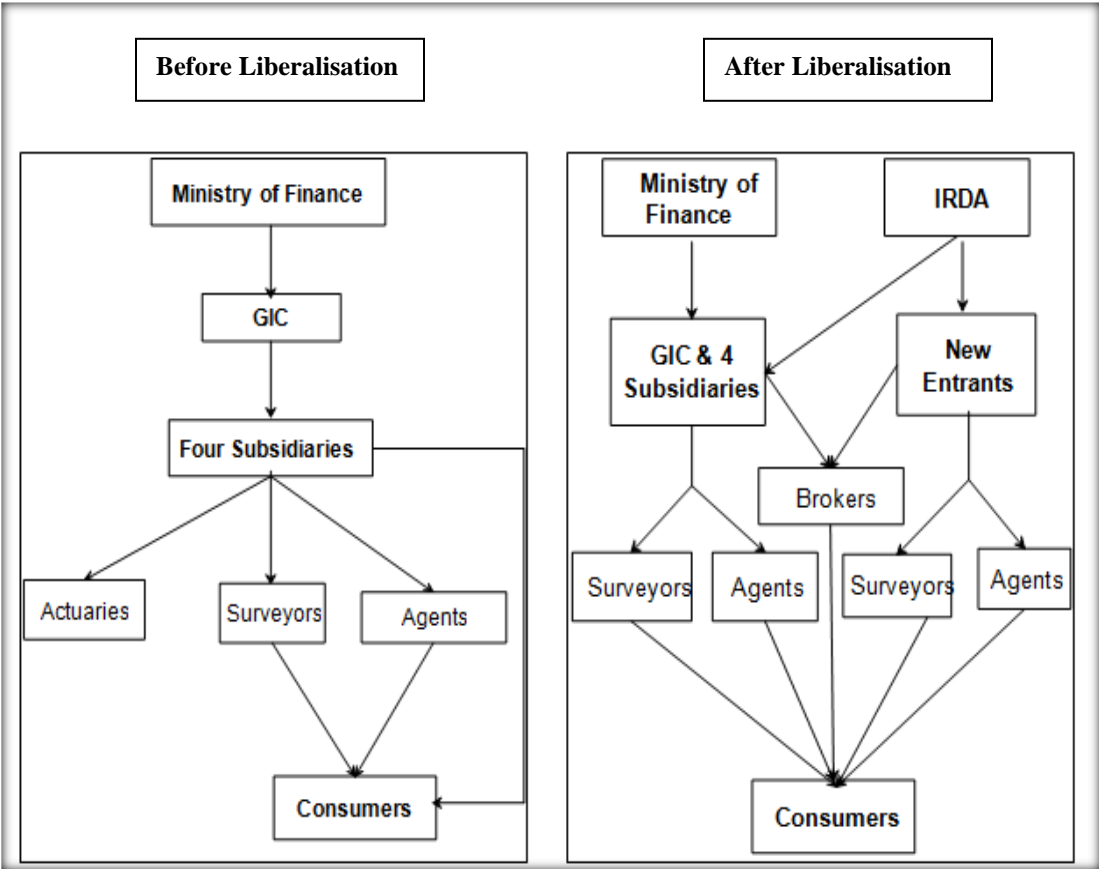 Before Liberalisation
After Liberalisation
Ministry of Finance
GIC
Four Subsidiaries
Actuaries
Surveyors
Agents
Consumers
Ministry of
Finance
IRDA
GIC & 4
Subsidiaries
New
Entrants
Brokers
Surveyors
Agents
Surveyors
Agents
Consumers